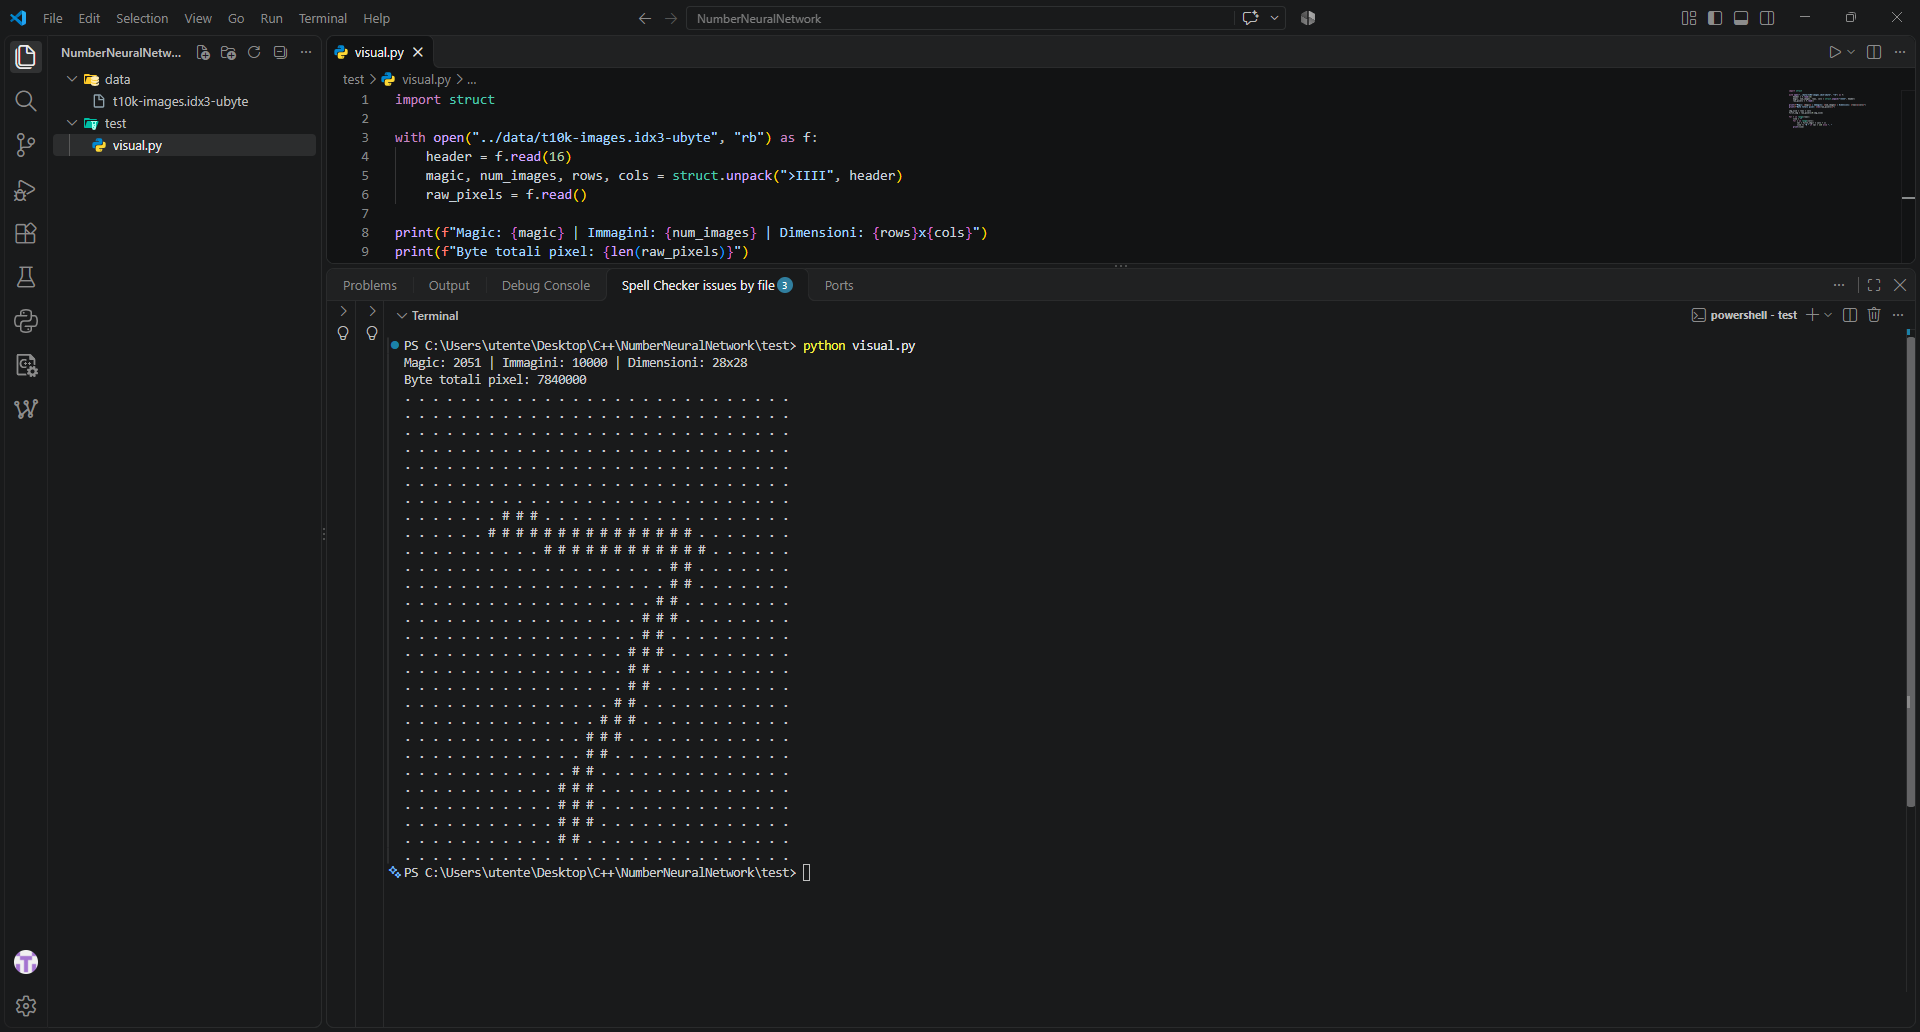 File Edit Selection View Go Run Terminal Help
NumberNeuralNetwork
NumberNeuralNetw...
data
t10k-images.idx3-ubyte
test
visual.py
visual.py
test > visual.py > ...
1 import struct
2
3 with open("../data/t10k-images.idx3-ubyte", "rb") as f:
4 header = f.read(16)
5 magic, num_images, rows, cols = struct.unpack(">IIII", header)
6 raw_pixels = f.read()
7
8 print(f"Magic: {magic} | Immagini: {num_images} | Dimensioni: {rows}x{cols}")
9 print(f"Byte totali pixel: {len(raw_pixels)}")
Problems Output Debug Console Spell Checker issues by file 3 Ports
Terminal
powershell - test
PS C:\Users\utente\Desktop\C++\NumberNeuralNetwork\test> python visual.py
Magic: 2051 | Immagini: 10000 | Dimensioni: 28x28
Byte totali pixel: 7840000
. . . . . . . . . . . . . . . . . . . . . . . . . . . .
. . . . . . . . . . . . . . . . . . . . . . . . . . . .
. . . . . . . . . . . . . . . . . . . . . . . . . . . .
. . . . . . . . . . . . . . . . . . . . . . . . . . . .
. . . . . . . . . . . . . . . . . . . . . . . . . . . .
. . . . . . . . . . . . . . . . . . . . . . . . . . . .
. . . . . . . . . . . . . . . . . . . . . . . . . . . .
. . . . . . . # # # . . . . . . . . . . . . . . . . . .
. . . . . . # # # # # # # # # # # # # # # . . . . . . .
. . . . . . . . . . # # # # # # # # # # # # . . . . . .
. . . . . . . . . . . . . . . . . . . # # . . . . . . .
. . . . . . . . . . . . . . . . . . . # # . . . . . . .
. . . . . . . . . . . . . . . . . . # # . . . . . . . .
. . . . . . . . . . . . . . . . . # # # . . . . . . . .
. . . . . . . . . . . . . . . . . # # . . . . . . . . .
. . . . . . . . . . . . . . . . # # # . . . . . . . . .
. . . . . . . . . . . . . . . . # # . . . . . . . . . .
. . . . . . . . . . . . . . . . # # . . . . . . . . . .
. . . . . . . . . . . . . . . # # . . . . . . . . . . .
. . . . . . . . . . . . . . # # # . . . . . . . . . . .
. . . . . . . . . . . . . # # # . . . . . . . . . . . .
. . . . . . . . . . . . . # # . . . . . . . . . . . . .
. . . . . . . . . . . . # # . . . . . . . . . . . . . .
. . . . . . . . . . . # # # . . . . . . . . . . . . . .
. . . . . . . . . . . # # # . . . . . . . . . . . . . .
. . . . . . . . . . . # # # . . . . . . . . . . . . . .
. . . . . . . . . . . # # . . . . . . . . . . . . . . .
. . . . . . . . . . . . . . . . . . . . . . . . . . . .
PS C:\Users\utente\Desktop\C++\NumberNeuralNetwork\test>